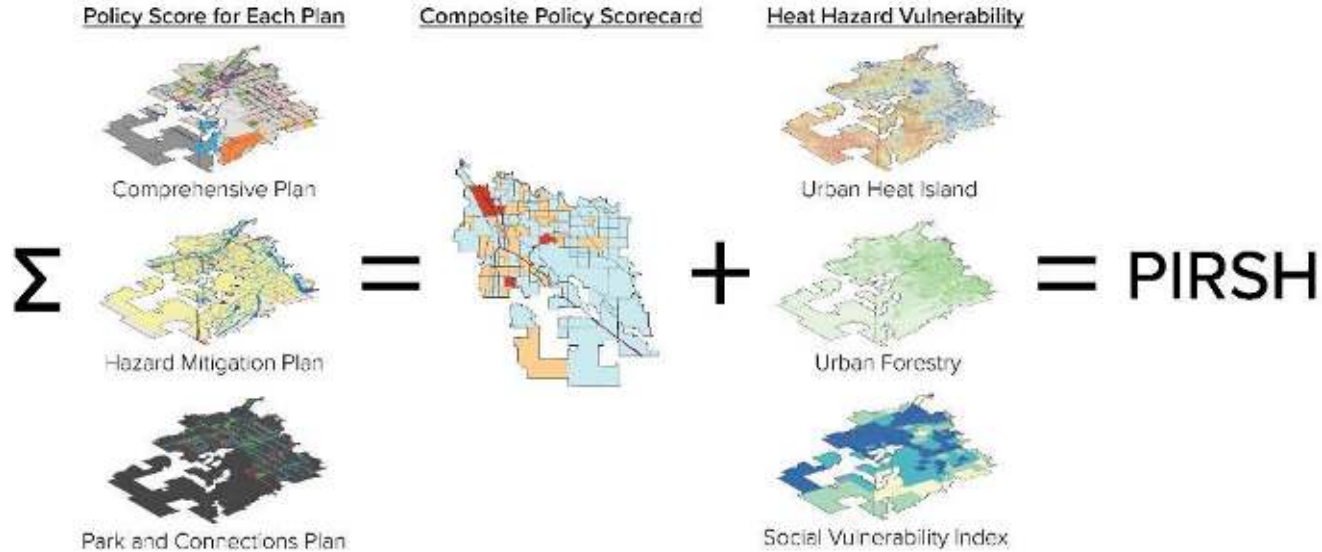 Policy Score for Each Plan
Composite Policy Scorecard
Heat Hazard Vulnerability
Comprehensive Plan
Urban Heat Island
Σ
=
+
= PIRSH
Hazard Mitigation Plan
Urban Forestry
Park and Connections Plan
Social Vulnerability Index